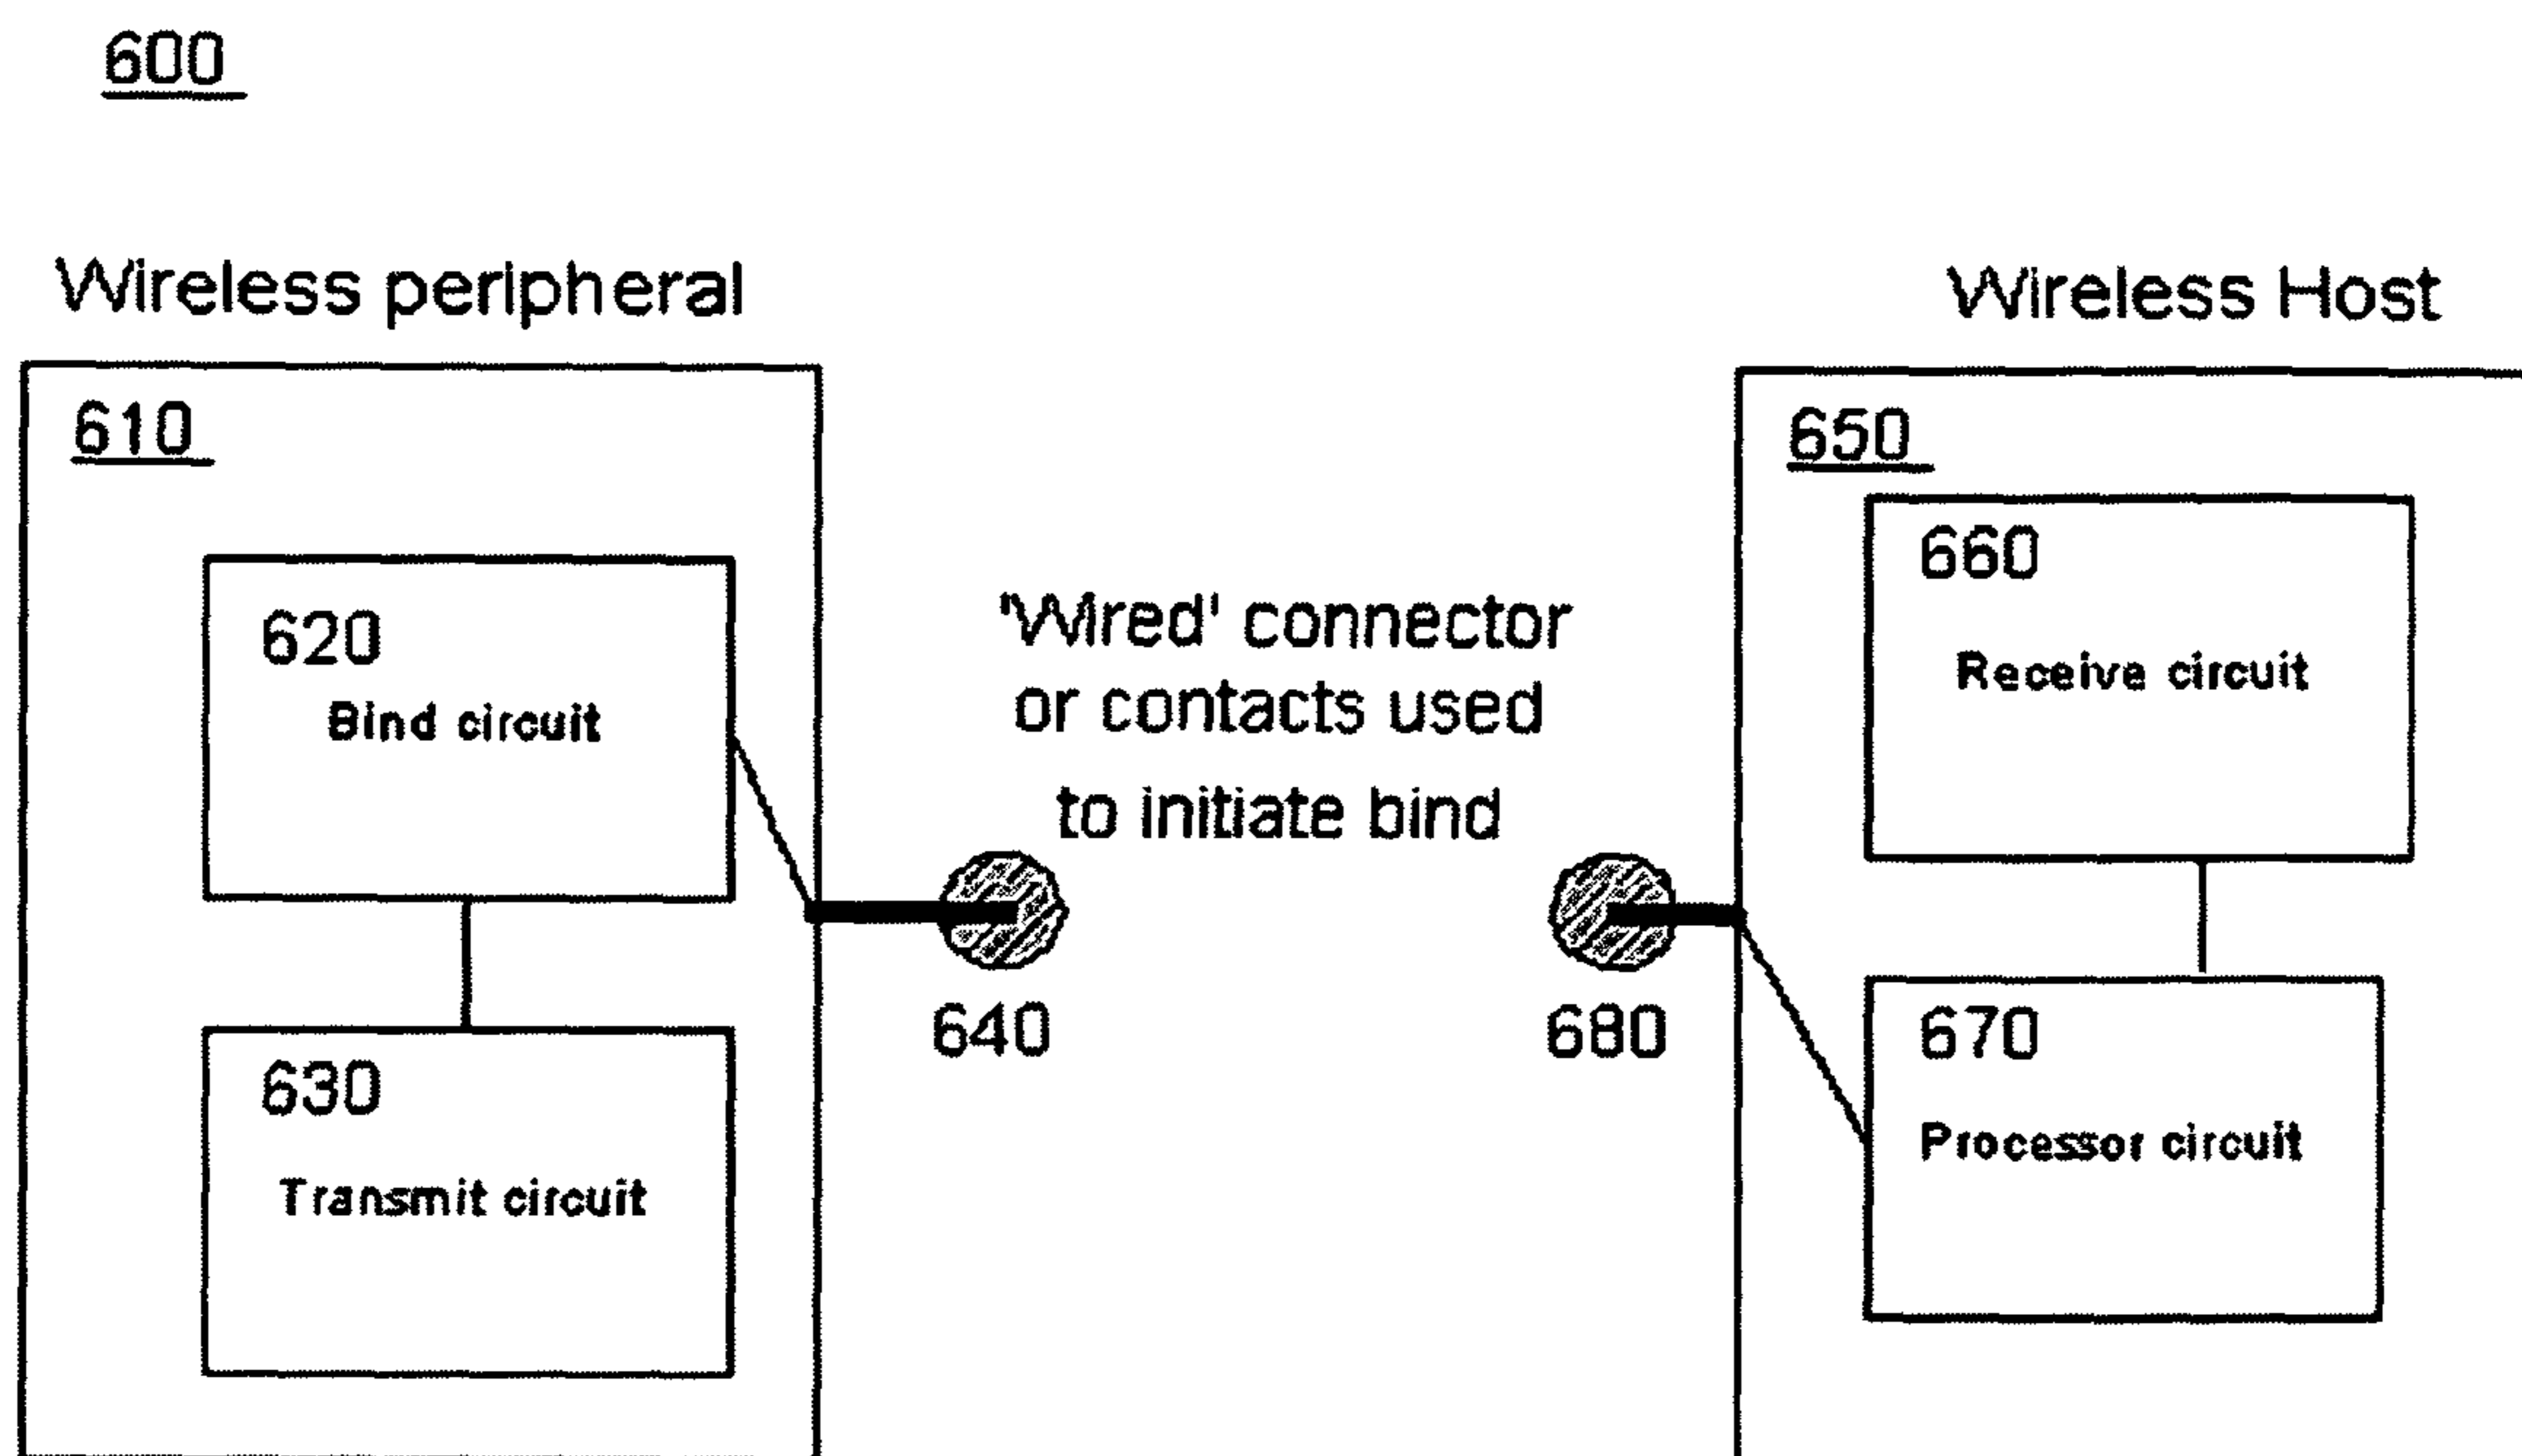 600
Wireless peripheral
Wireless Host
610
650
620
Bind circuit
630
Transmit circuit
'Wired' connector
or contacts used
to initiate bind
640
680
660
Receive circuit
670
Processor circuit